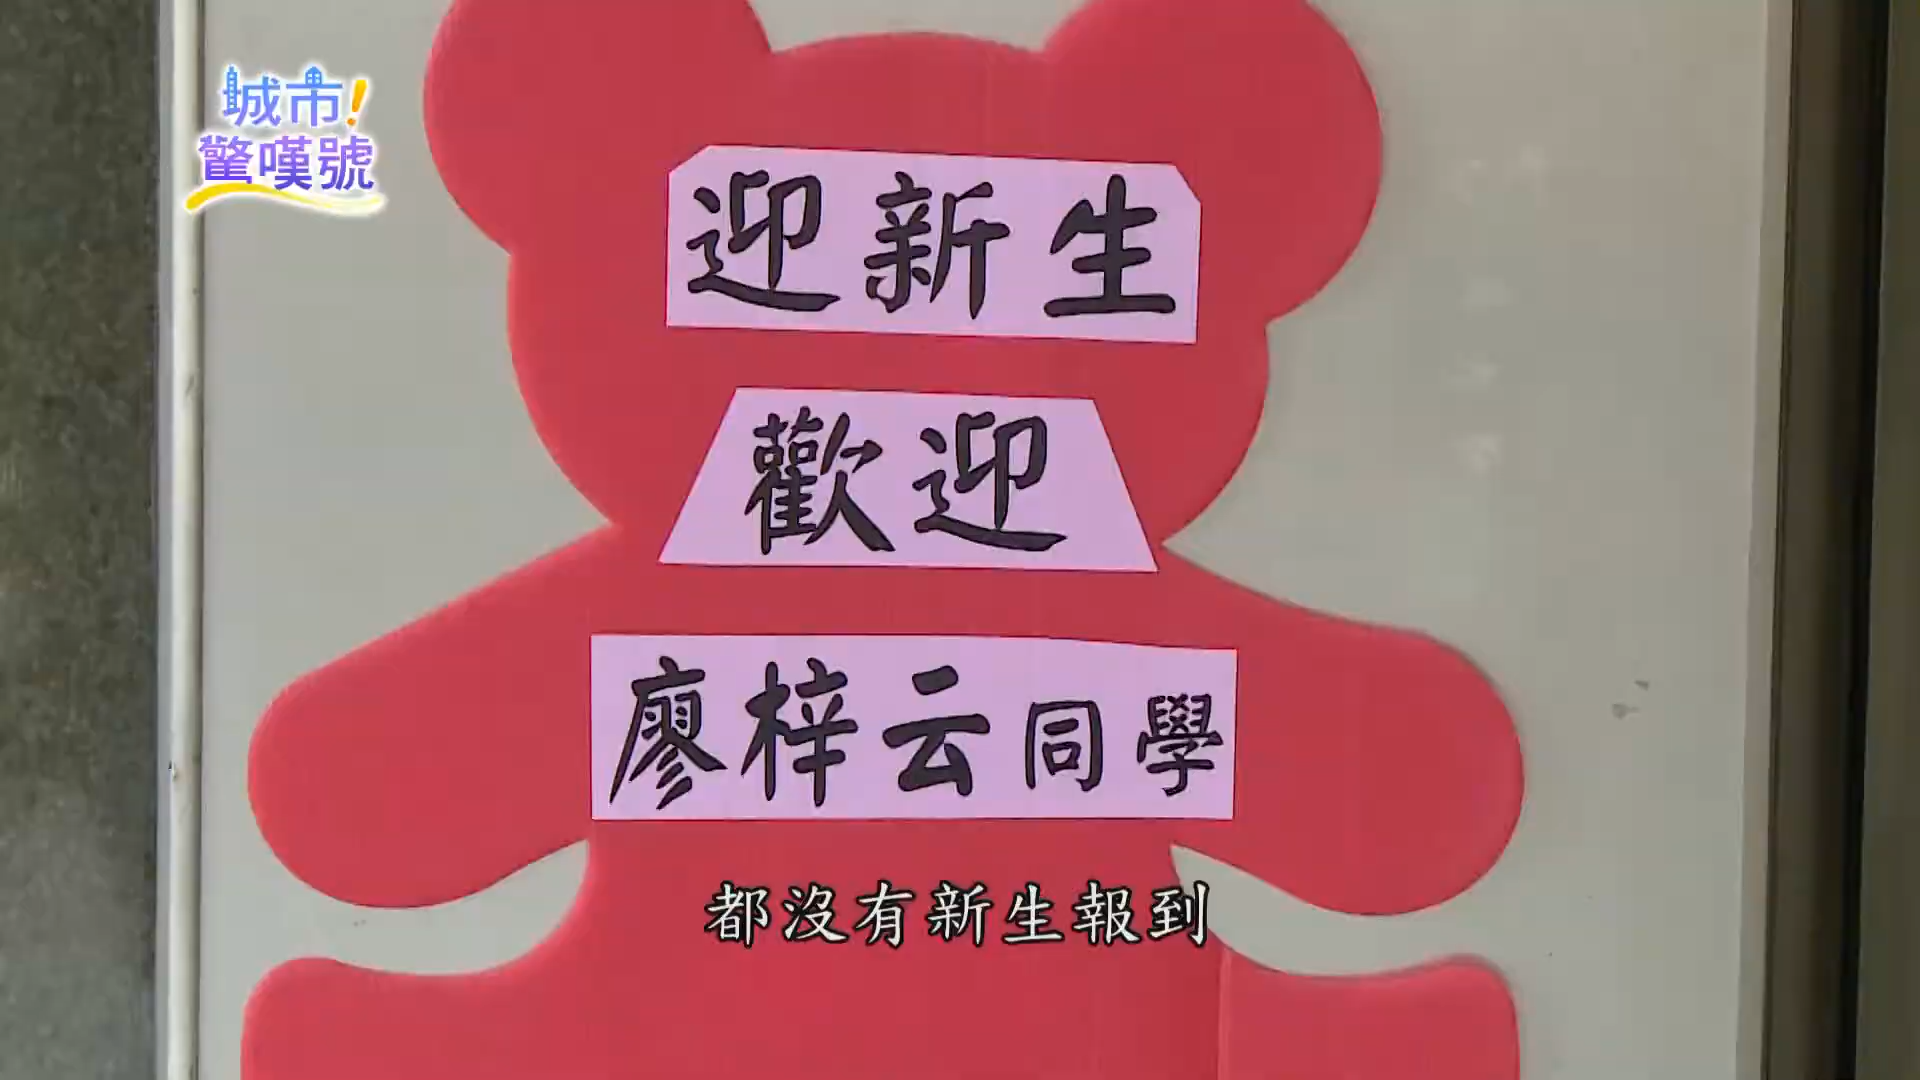 城市!
驚嘆號
迎新生
歡迎
廖梓云同學
都沒有新生報到